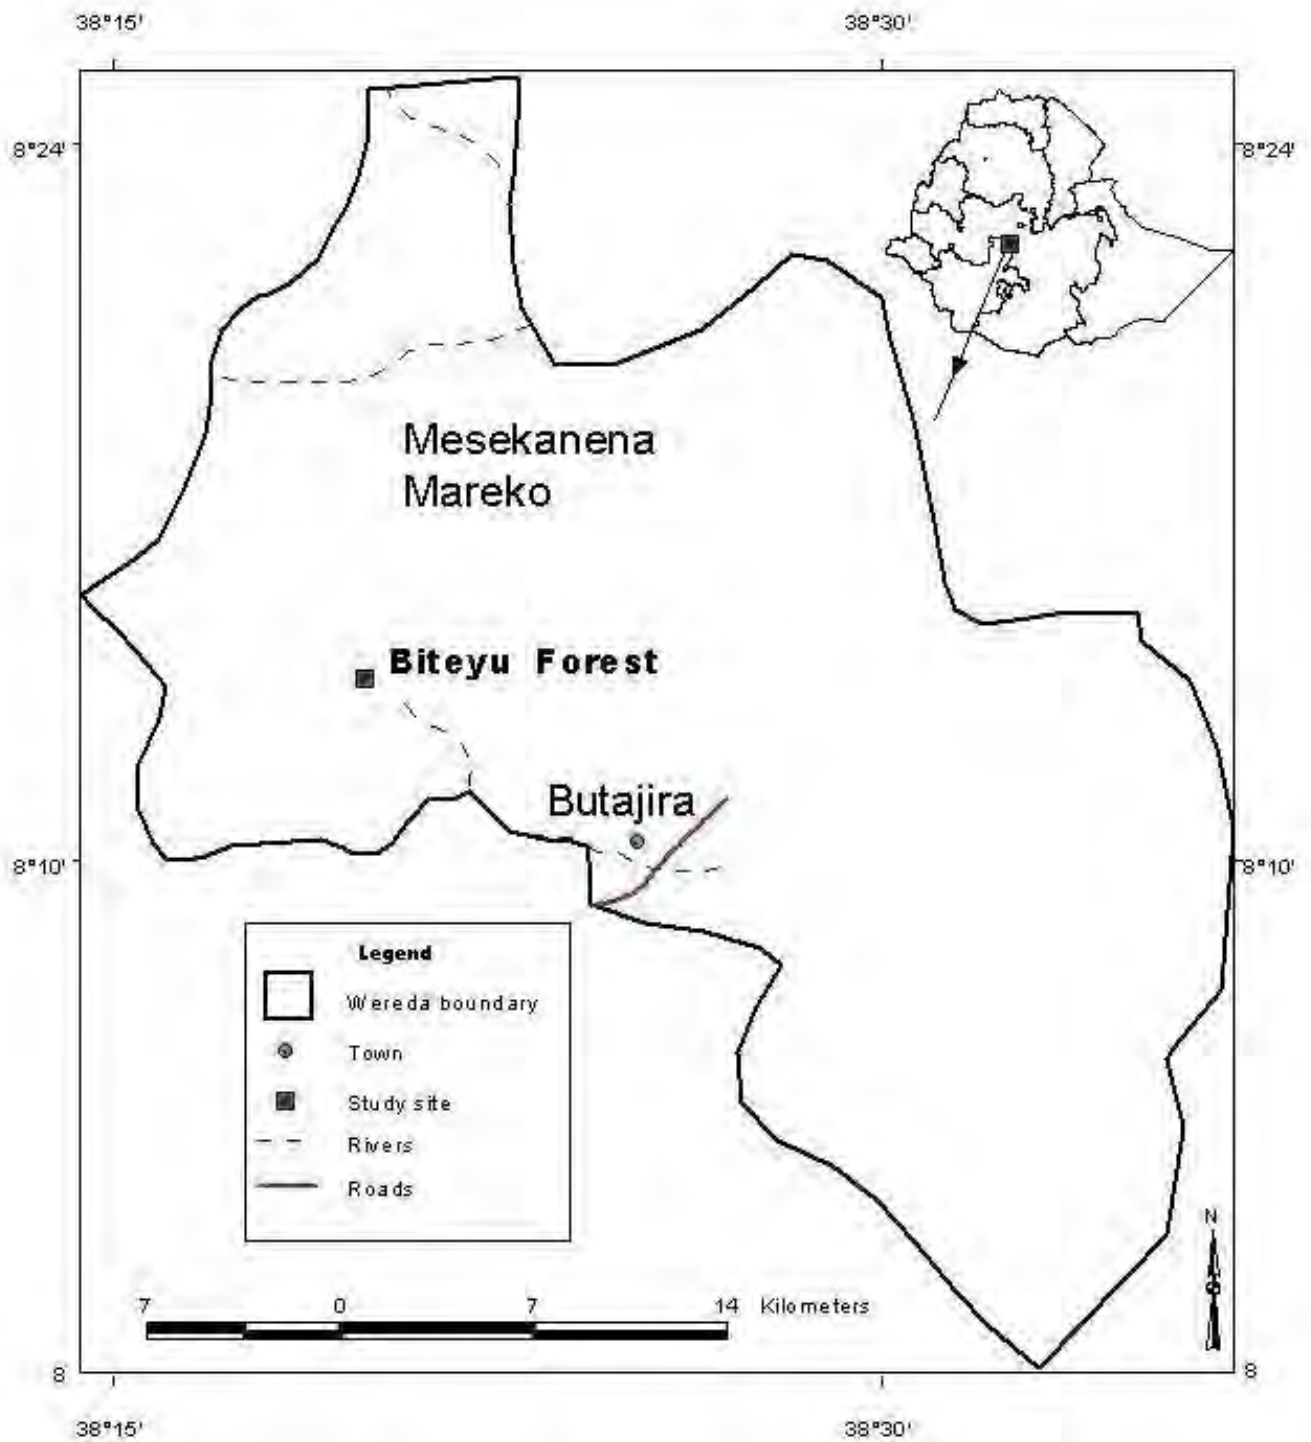 38°15' 38°30'
8°24' 8°24'
Mesekanena
Mareko
Biteyu Forest
Butajira
8°10' 8°10'
Legend
Wereda boundary
Town
Study site
Rivers
Roads
N
7 0 7 14 Kilometers
8 8
38°15' 38°30'